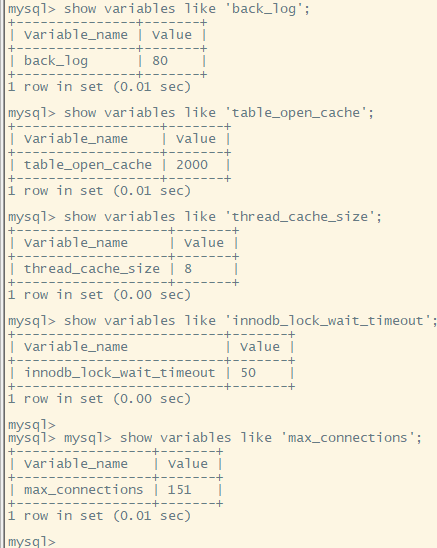 mysql> show variables like 'back_log';
+---------------+-------+
| Variable_name | Value |
+---------------+-------+
| back_log      | 80    |
+---------------+-------+
1 row in set (0.01 sec)
mysql> show variables like 'table_open_cache';
+------------------+-------+
| Variable_name    | Value |
+------------------+-------+
| table_open_cache | 2000  |
+------------------+-------+
1 row in set (0.01 sec)
mysql> show variables like 'thread_cache_size';
+-------------------+-------+
| Variable_name     | Value |
+-------------------+-------+
| thread_cache_size | 8     |
+-------------------+-------+
1 row in set (0.00 sec)
mysql> show variables like 'innodb_lock_wait_timeout';
+--------------------------+-------+
| Variable_name            | Value |
+--------------------------+-------+
| innodb_lock_wait_timeout | 50    |
+--------------------------+-------+
1 row in set (0.00 sec)
mysql>
mysql> mysql> show variables like 'max_connections';
+-----------------+-------+
| Variable_name   | Value |
+-----------------+-------+
| max_connections | 151   |
+-----------------+-------+
1 row in set (0.01 sec)
mysql>